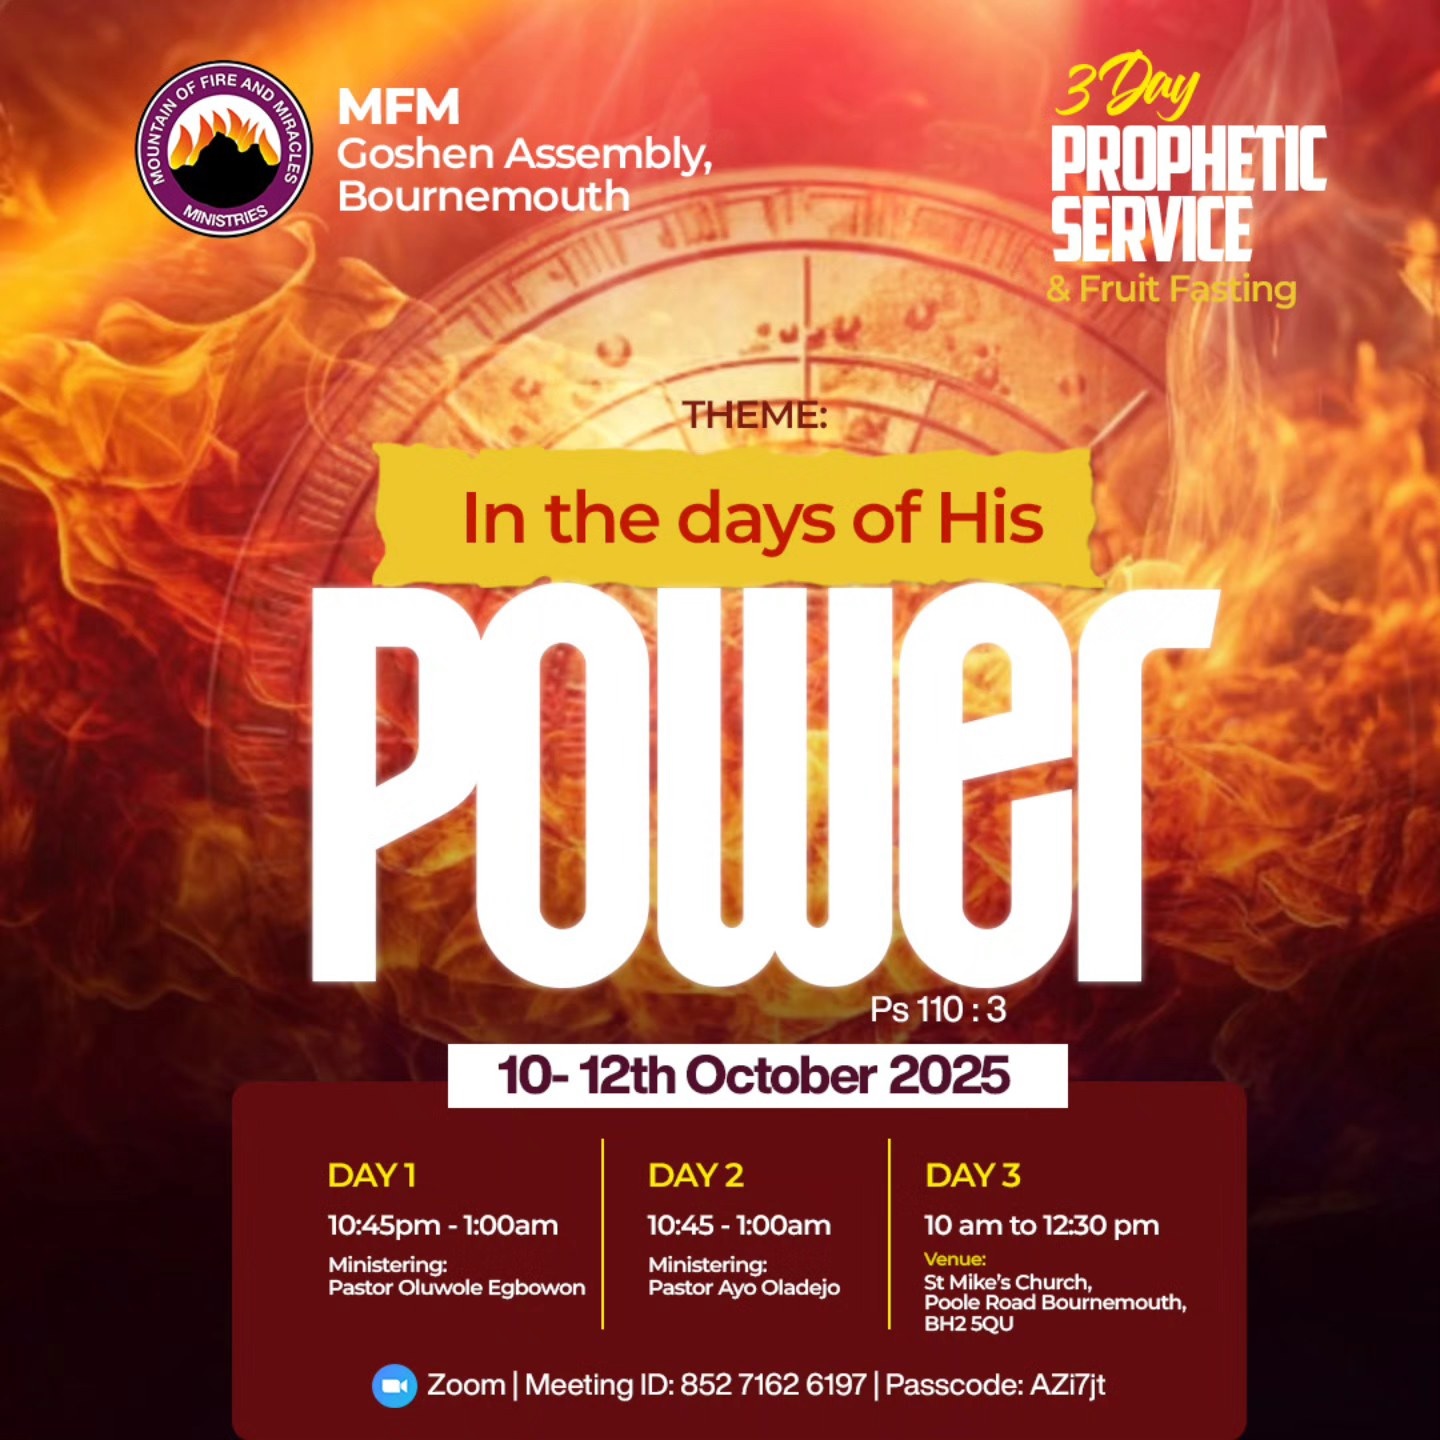 MOUNTAIN OF FIRE AND MIRACLES
MINISTRIES
MFM
Goshen Assembly,
Bournemouth
3 Day
PROPHETIC
SERVICE
& Fruit Fasting
THEME:
In the days of His
POWer
Ps 110 : 3
10- 12th October 2025
DAY 1
10:45pm - 1:00am
Ministering:
Pastor Oluwole Egbowon
DAY 2
10:45 - 1:00am
Ministering:
Pastor Ayo Oladejo
DAY 3
10 am to 12:30 pm
Venue:
St Mike's Church,
Poole Road Bournemouth,
BH2 5QU
Zoom | Meeting ID: 852 7162 6197 | Passcode: AZi7jt